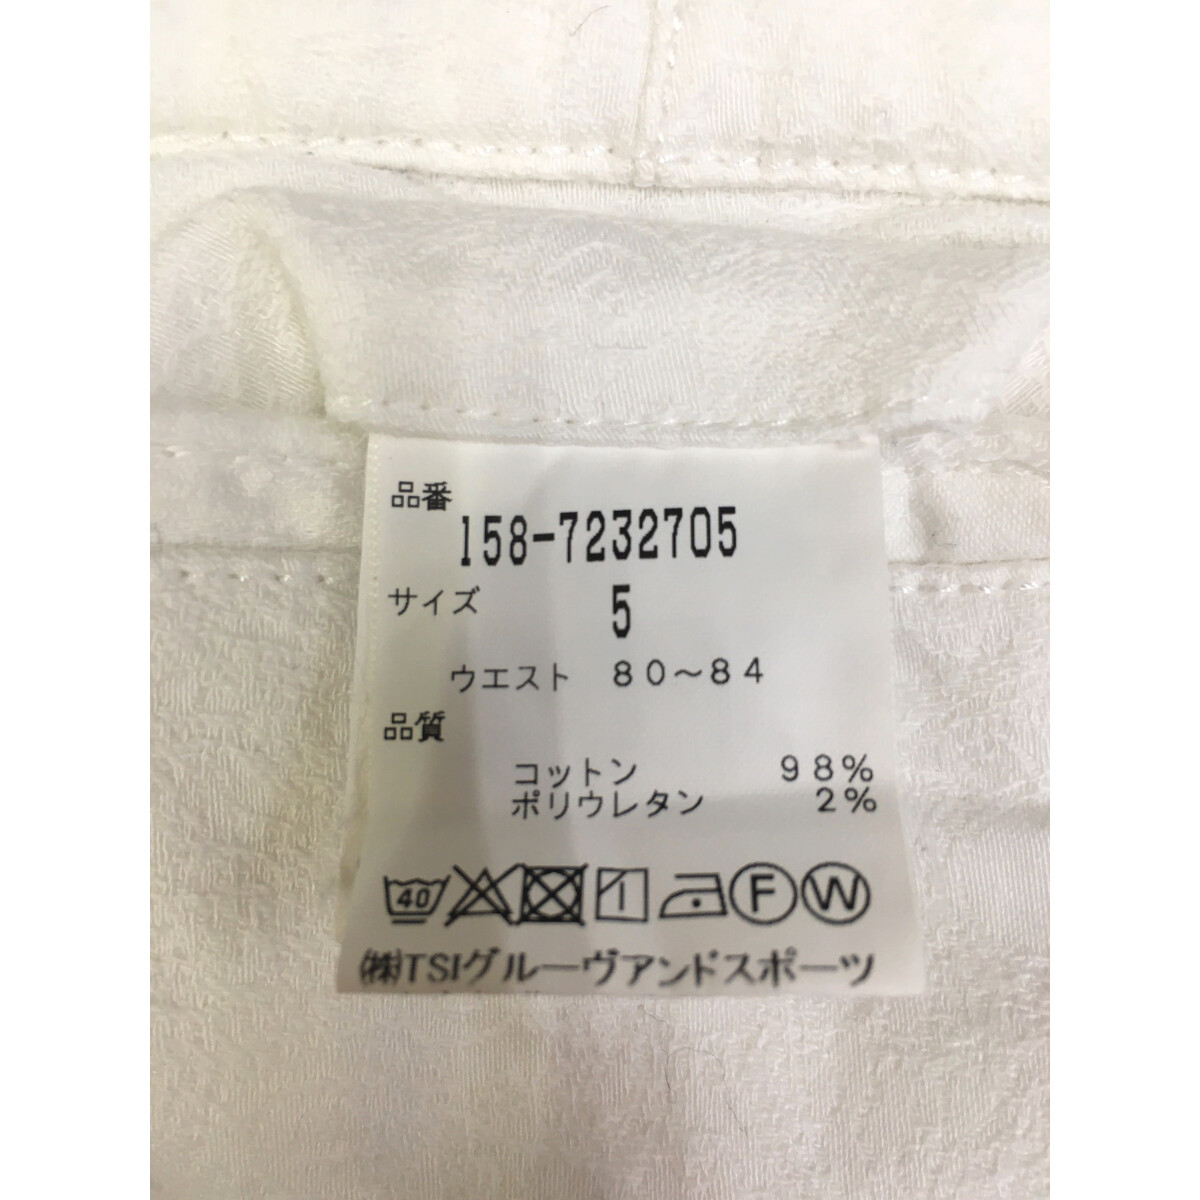 品番
158-7232705
サイズ 5
ウエスト 80～84
品質
コットン 98%
ポリウレタン 2%
40 F W
㈱TSIグルーヴアンドスポーツ